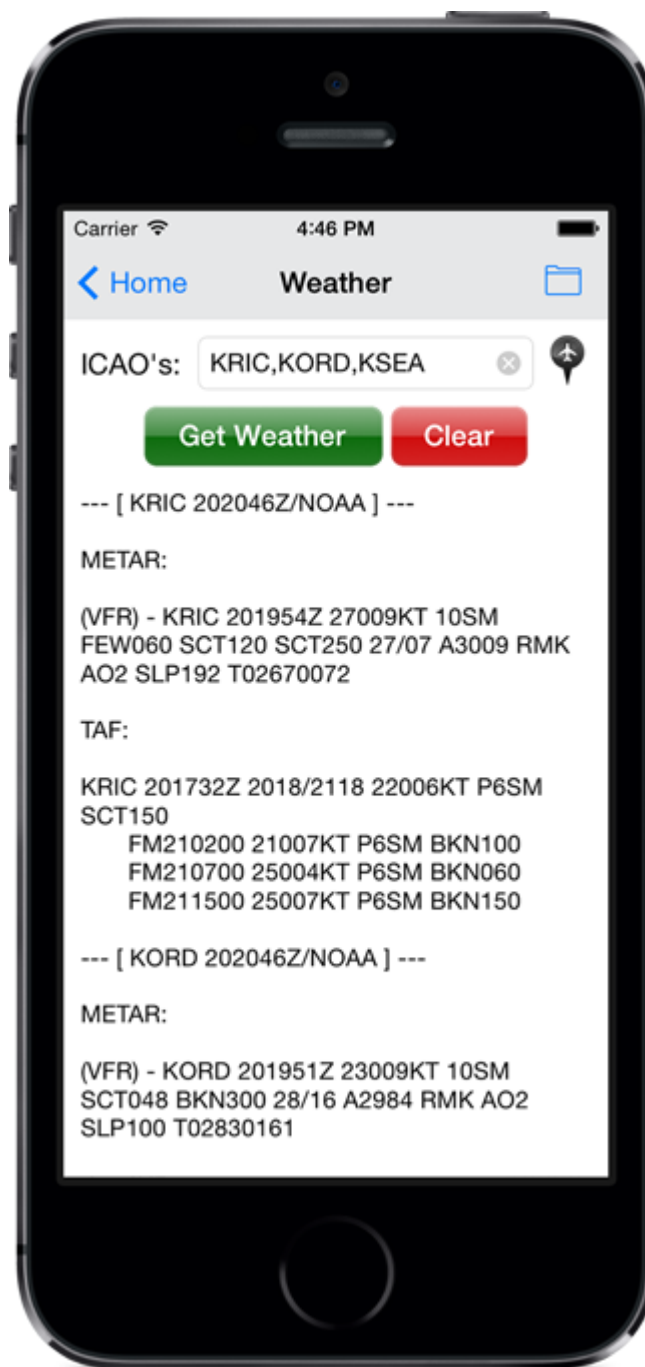 Carrier 4:46 PM
Home Weather
ICAO's: KRIC,KORD,KSEA
Get Weather Clear
--- [ KRIC 202046Z/NOAA ] ---
METAR:
(VFR) - KRIC 201954Z 27009KT 10SM
FEW060 SCT120 SCT250 27/07 A3009 RMK
AO2 SLP192 T02670072
TAF:
KRIC 201732Z 2018/2118 22006KT P6SM
SCT150
FM210200 21007KT P6SM BKN100
FM210700 25004KT P6SM BKN060
FM211500 25007KT P6SM BKN150
--- [ KORD 202046Z/NOAA ] ---
METAR:
(VFR) - KORD 201951Z 23009KT 10SM
SCT048 BKN300 28/16 A2984 RMK AO2
SLP100 T02830161